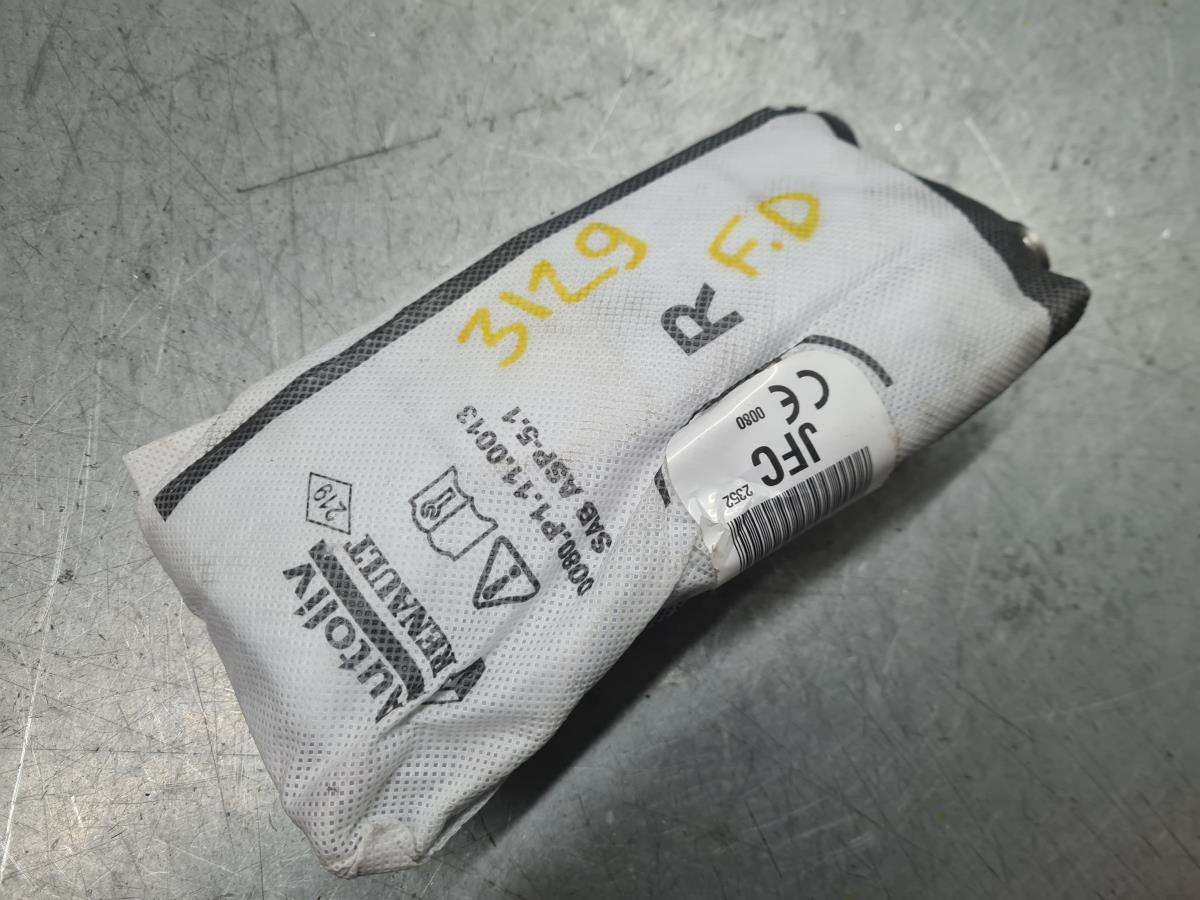 3129
F.D
R
0080.P1.11.0013
SAB ASP.5.1
219
Autoliv
RENAULT
CE
0080
JFC
2352